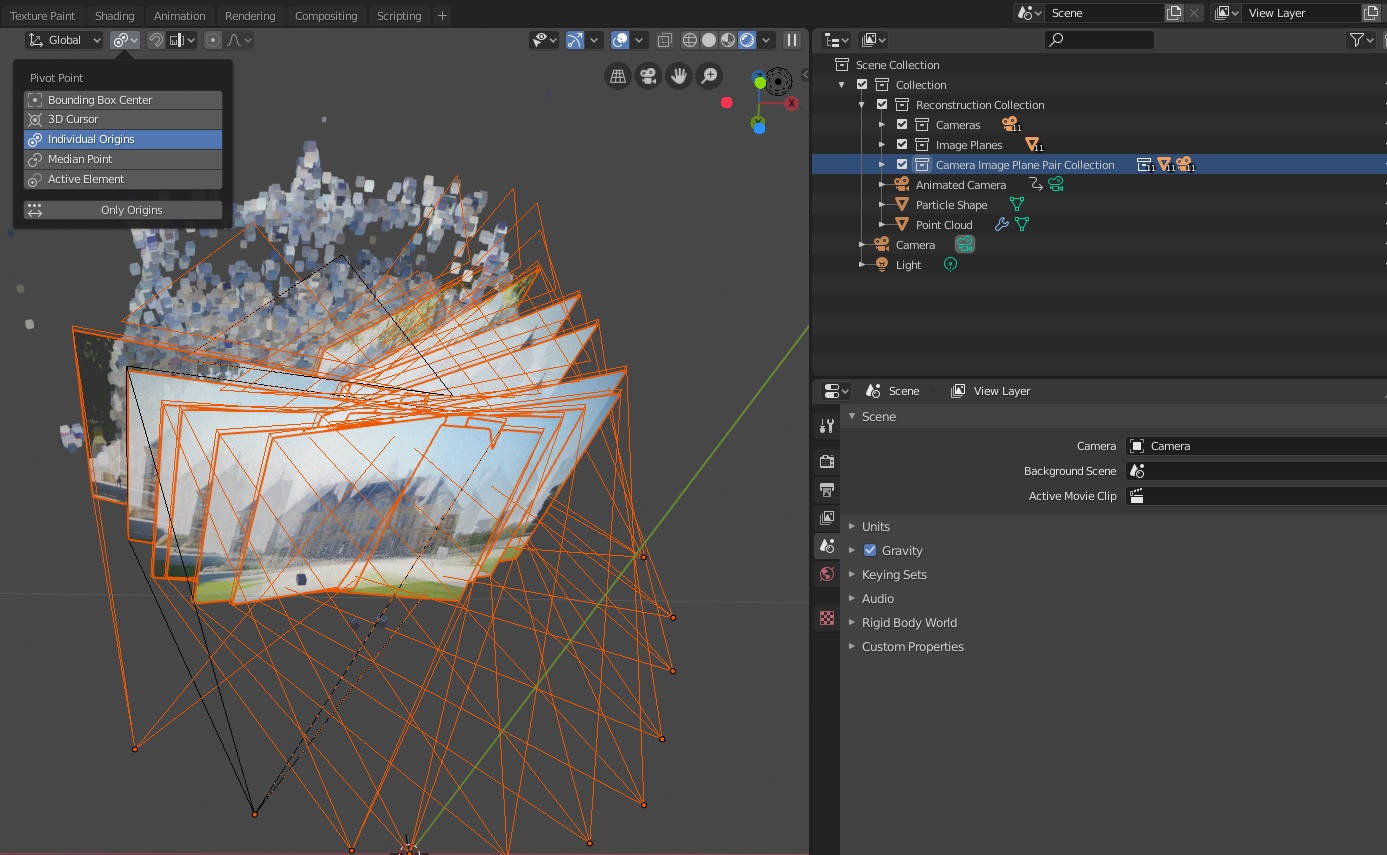 Texture Paint Shading Animation Rendering Compositing Scripting +
Scene
View Layer
Global
Pivot Point
Bounding Box Center
3D Cursor
Individual Origins
Median Point
Active Element
Only Origins
X
Y
Scene Collection
Collection
Reconstruction Collection
Cameras 11
Image Planes 11
Camera Image Plane Pair Collection 11 11 11
Animated Camera
Particle Shape
Point Cloud
Camera
Light
Scene View Layer
Scene
Camera Camera
Background Scene
Active Movie Clip
Units
Gravity
Keying Sets
Audio
Rigid Body World
Custom Properties